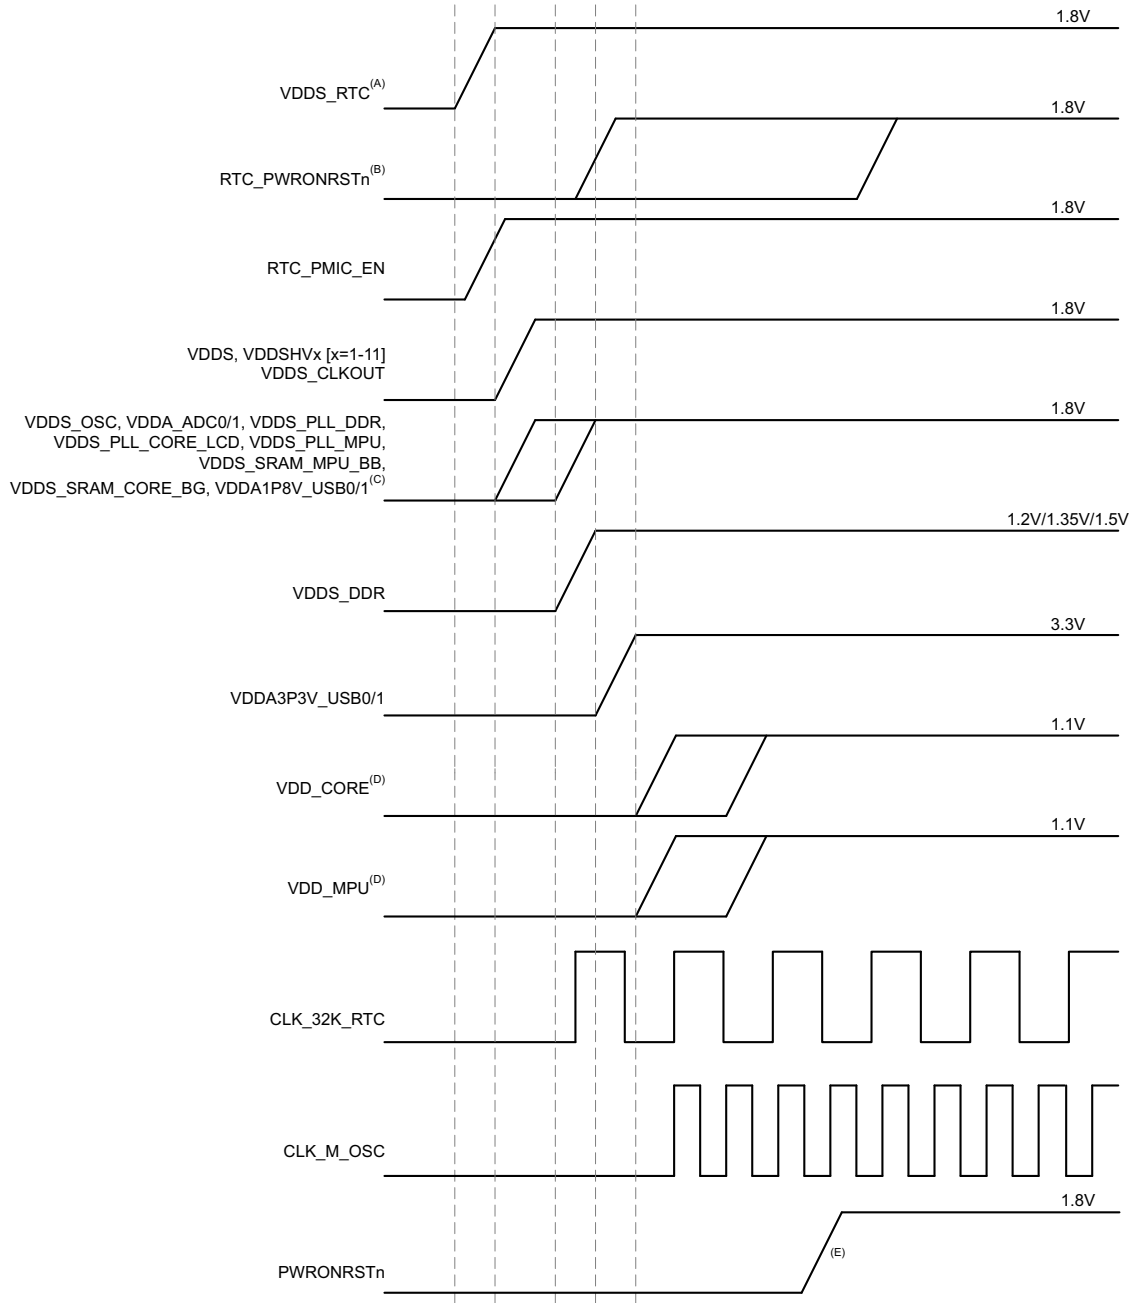 1.8V
VDDS_RTC(A)
1.8V
RTC_PWRONRSTn(B)
1.8V
RTC_PMIC_EN
1.8V
VDDS, VDDSHVx [x=1-11]
VDDS_CLKOUT
1.8V
VDDS_OSC, VDDA_ADC0/1, VDDS_PLL_DDR,
VDDS_PLL_CORE_LCD, VDDS_PLL_MPU,
VDDS_SRAM_MPU_BB,
VDDS_SRAM_CORE_BG, VDDA1P8V_USB0/1(C)
1.2V/1.35V/1.5V
VDDS_DDR
3.3V
VDDA3P3V_USB0/1
1.1V
VDD_CORE(D)
1.1V
VDD_MPU(D)
CLK_32K_RTC
CLK_M_OSC
1.8V
(E)
PWRONRSTn